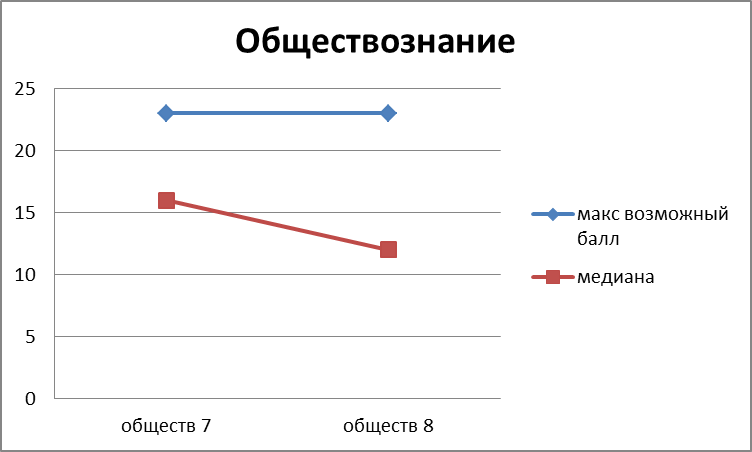 Обществознание
25
20
15
10
5
0
обществ 7
обществ 8
макс возможный
балл
медиана